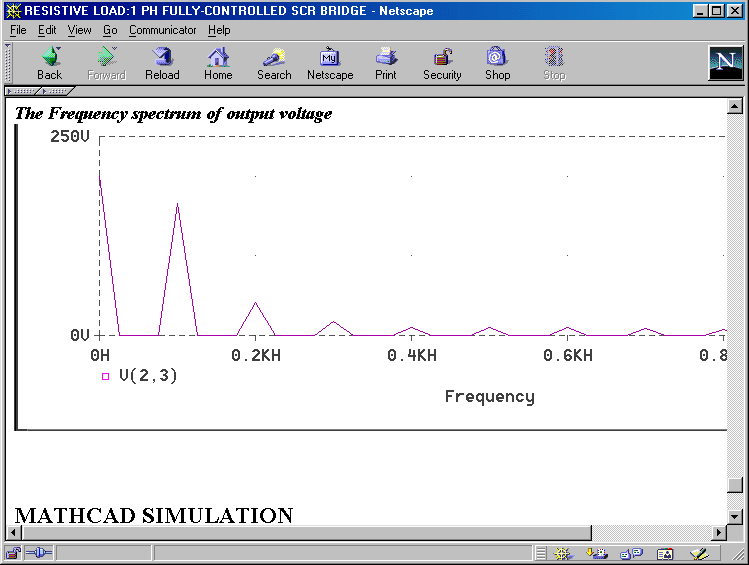 RESISTIVE LOAD:1 PH FULLY-CONTROLLED SCR BRIDGE - Netscape
File Edit View Go Communicator Help
Back Forward Reload Home Search Netscape Print Security Shop Stop
My
N
The Frequency spectrum of output voltage
250V
0V
0H 0.2KH 0.4KH 0.6KH 0.8
V(2,3)
Frequency
MATHCAD SIMULATION